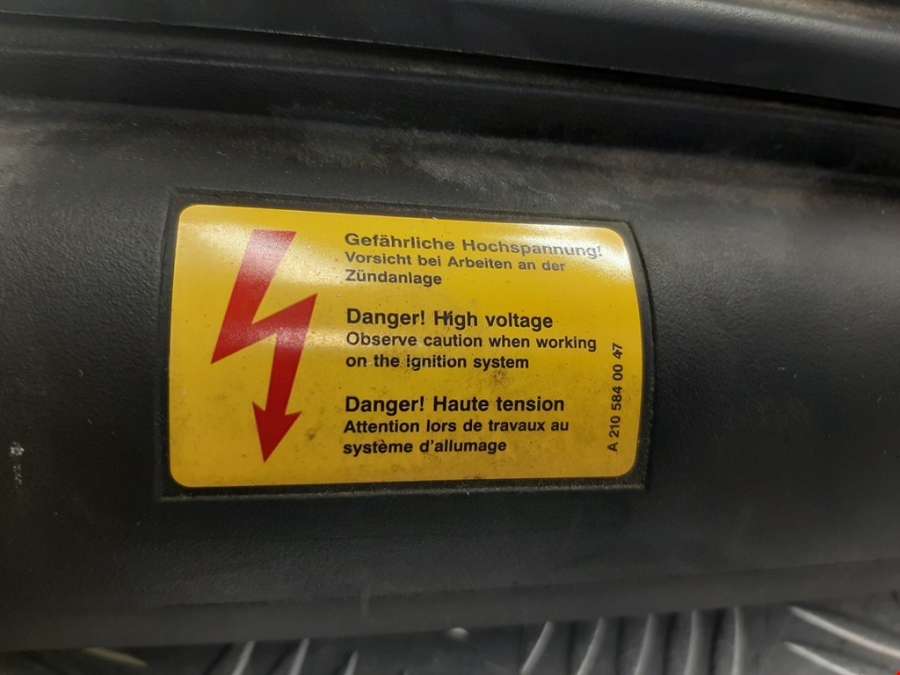 Gefährliche Hochspannung!
Vorsicht bei Arbeiten an der
Zündanlage
Danger! High voltage
Observe caution when working
on the ignition system
Danger! Haute tension
Attention lors de travaux au
système d'allumage
A 210 584 00 47